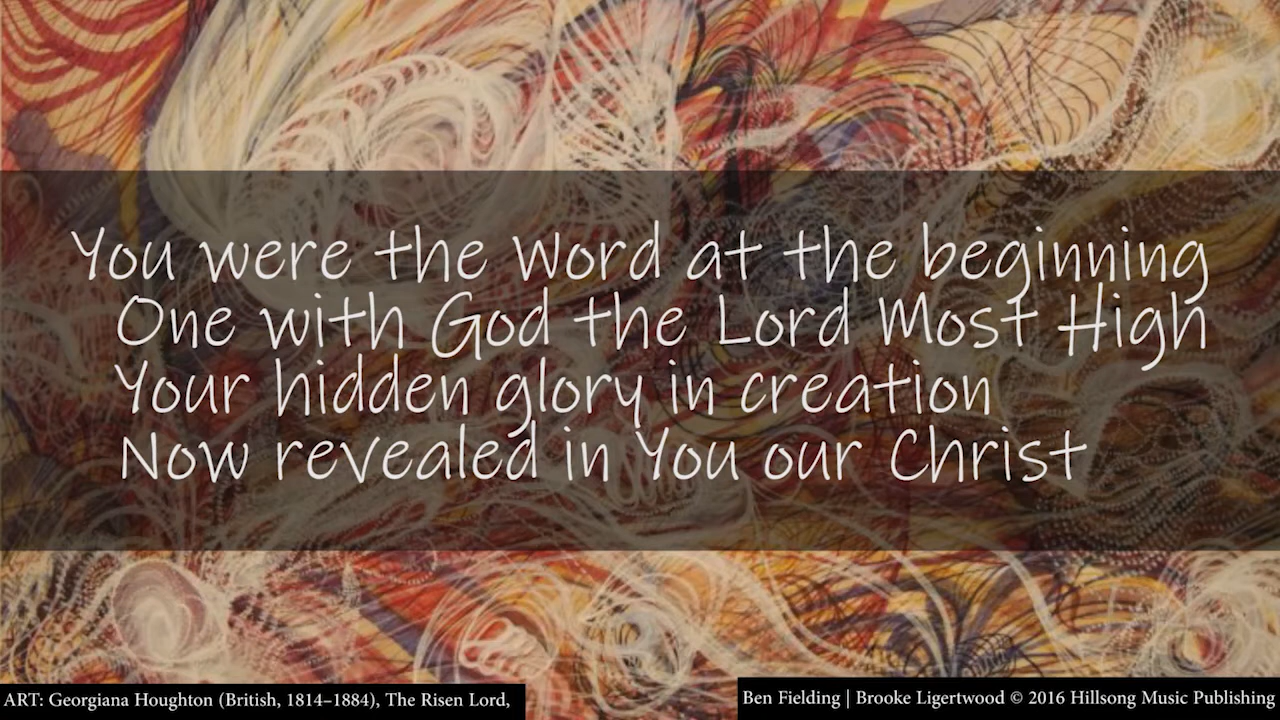 You were the Word at the beginning
One with God the Lord Most High
Your hidden glory in creation
Now revealed in You our Christ
ART: Georgiana Houghton (British, 1814–1884), The Risen Lord,
Ben Fielding | Brooke Ligertwood © 2016 Hillsong Music Publishing